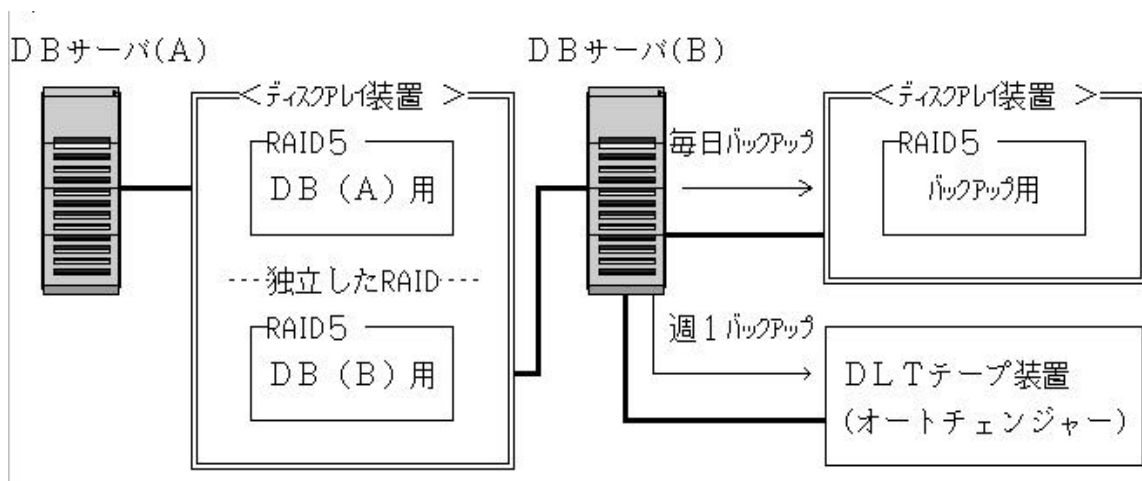 DBサーバ(A)
DBサーバ(B)
<ディスクアレイ装置 >
RAID5
DB(A)用
----独立したRAID----
RAID5
DB(B)用
毎日バックアップ
<ディスクアレイ装置 >
RAID5
バックアップ用
週1バックアップ
DLTテープ装置
(オートチェンジャー)